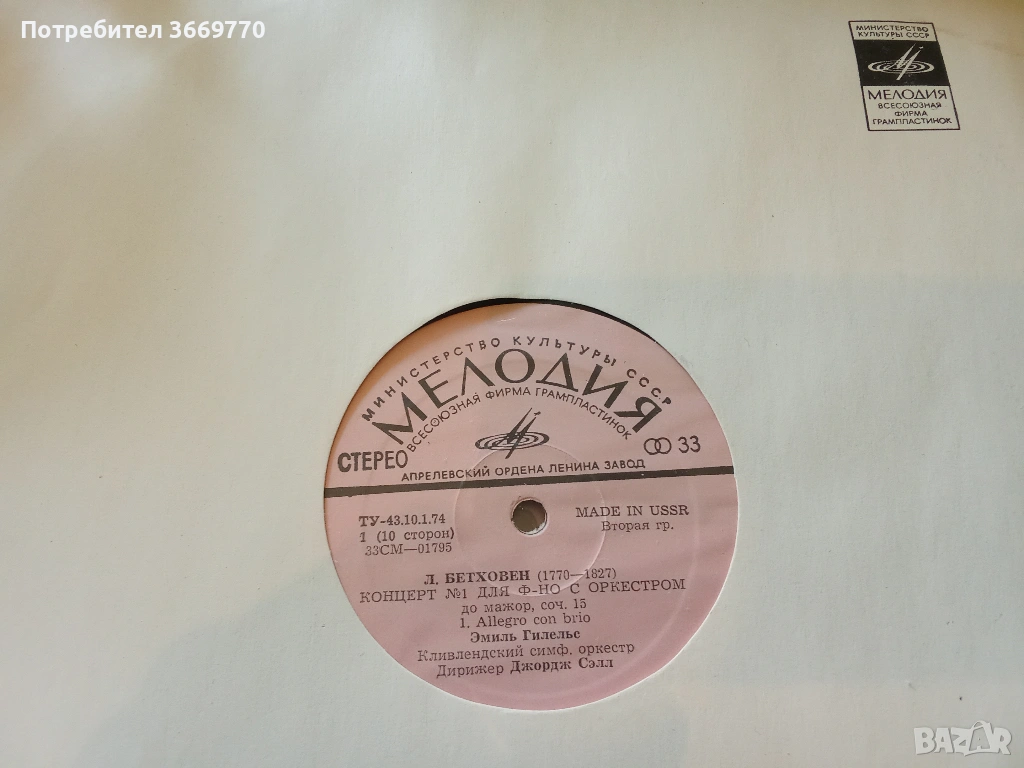 Потребител 3669770
МИНИСТЕРСТВО
КУЛЬТУРЫ СССР
МЕЛОДИЯ
ВСЕСОЮЗНАЯ
ФИРМА
ГРАМПЛАСТИНОК
МИНИСТЕРСТВО КУЛЬТУРЫ СССР
МЕЛОДИЯ
ВСЕСОЮЗНАЯ ФИРМА ГРАМПЛАСТИНОК
СТЕРЕО
33
АПРЕЛЕВСКИЙ ОРДЕНА ЛЕНИНА ЗАВОД
ТУ-43.10.1.74
1 (10 сторон)
33СМ—01795
MADE IN USSR
Вторая гр.
Л. БЕТХОВЕН (1770—1827)
КОНЦЕРТ №1 ДЛЯ Ф-НО С ОРКЕСТРОМ
до мажор, соч. 15
1. Allegro con brio
Эмиль Гилельс
Кливлендский симф. оркестр
Дирижер Джордж Сэлл
BAZAR